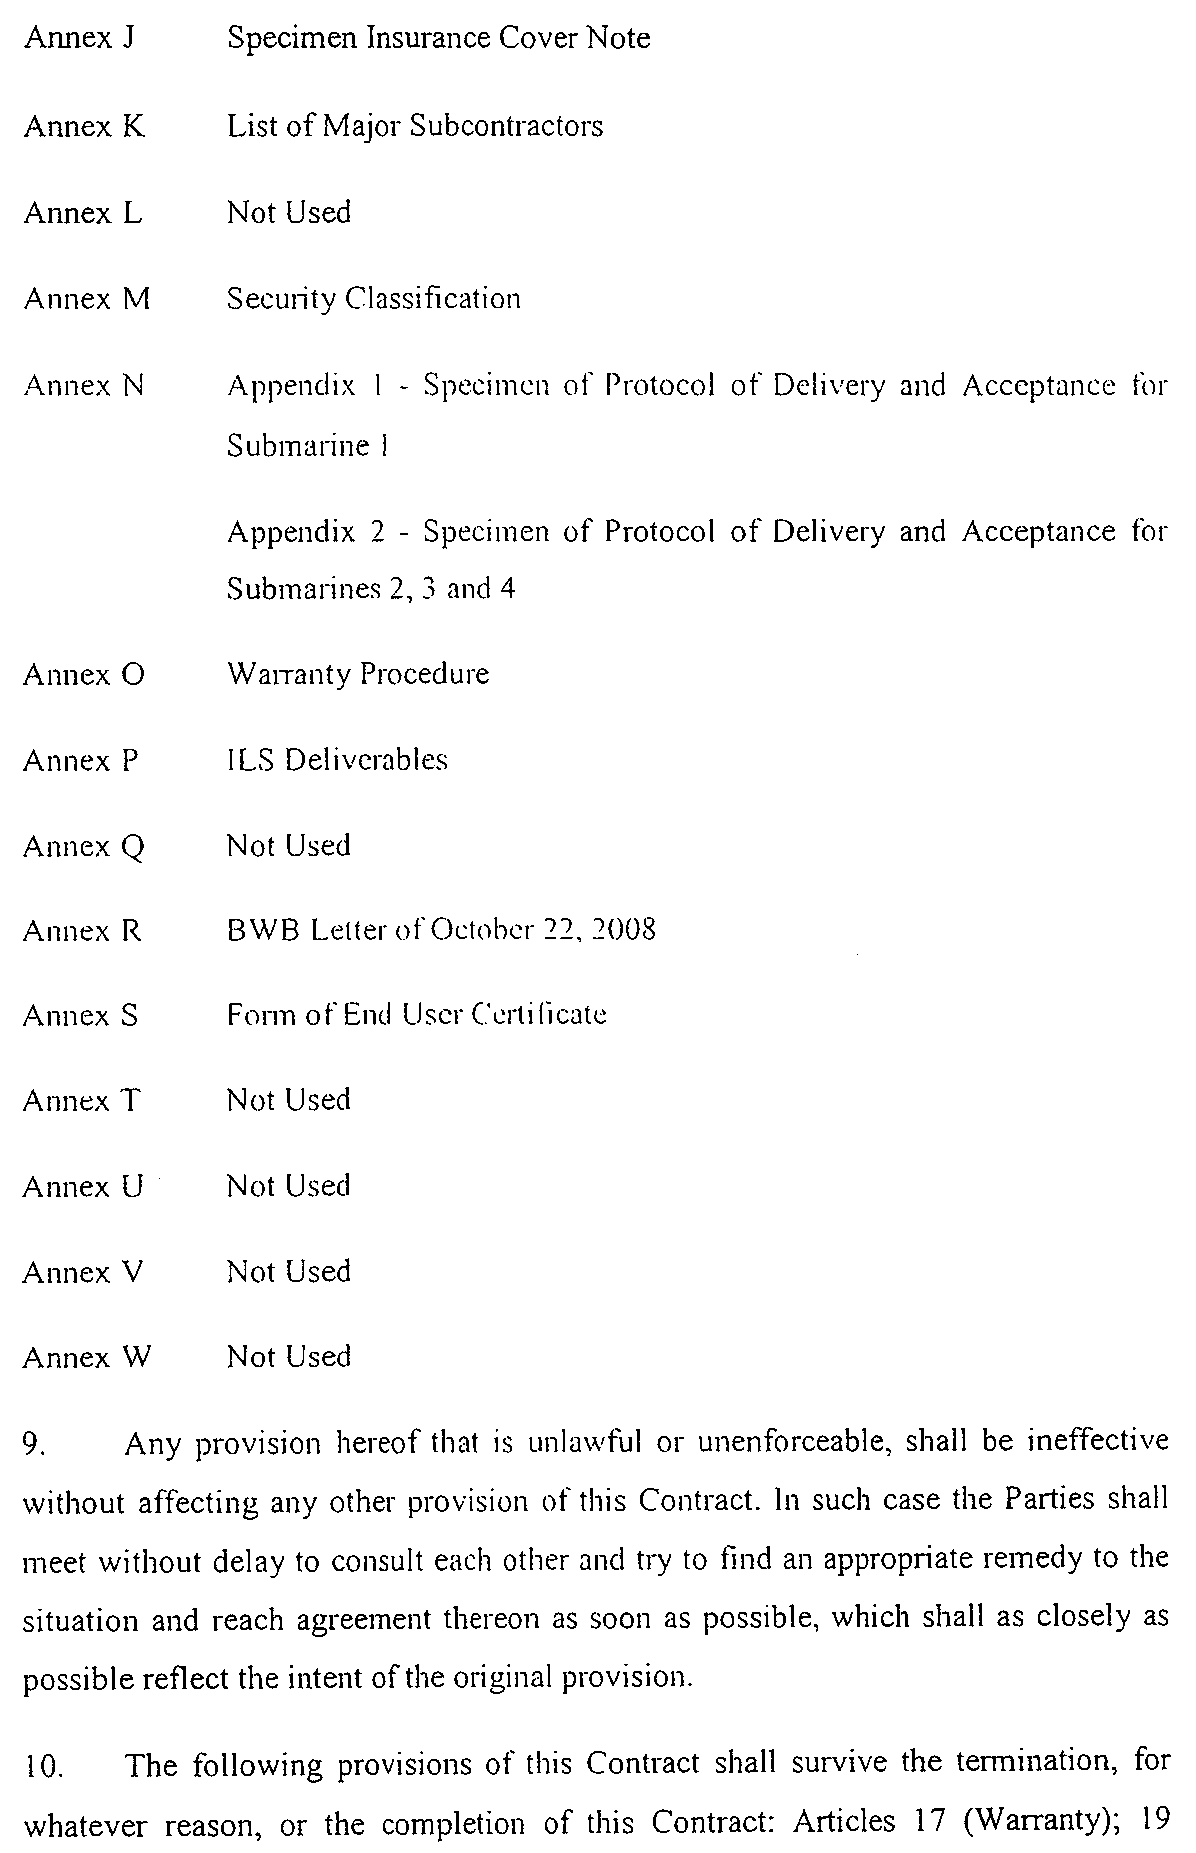 Annex J Specimen Insurance Cover Note
Annex K List of Major Subcontractors
Annex L Not Used
Annex M Security Classification
Annex N Appendix 1 - Specimen of Protocol of Delivery and Acceptance for
Submarine 1
Appendix 2 - Specimen of Protocol of Delivery and Acceptance for
Submarines 2, 3 and 4
Annex O Warranty Procedure
Annex P ILS Deliverables
Annex Q Not Used
Annex R BWB Letter of October 22, 2008
Annex S Form of End User Certificate
Annex T Not Used
Annex U Not Used
Annex V Not Used
Annex W Not Used
9. Any provision hereof that is unlawful or unenforceable, shall be ineffective
without affecting any other provision of this Contract. In such case the Parties shall
meet without delay to consult each other and try to find an appropriate remedy to the
situation and reach agreement thereon as soon as possible, which shall as closely as
possible reflect the intent of the original provision.
10. The following provisions of this Contract shall survive the termination, for
whatever reason, or the completion of this Contract: Articles 17 (Warranty); 19